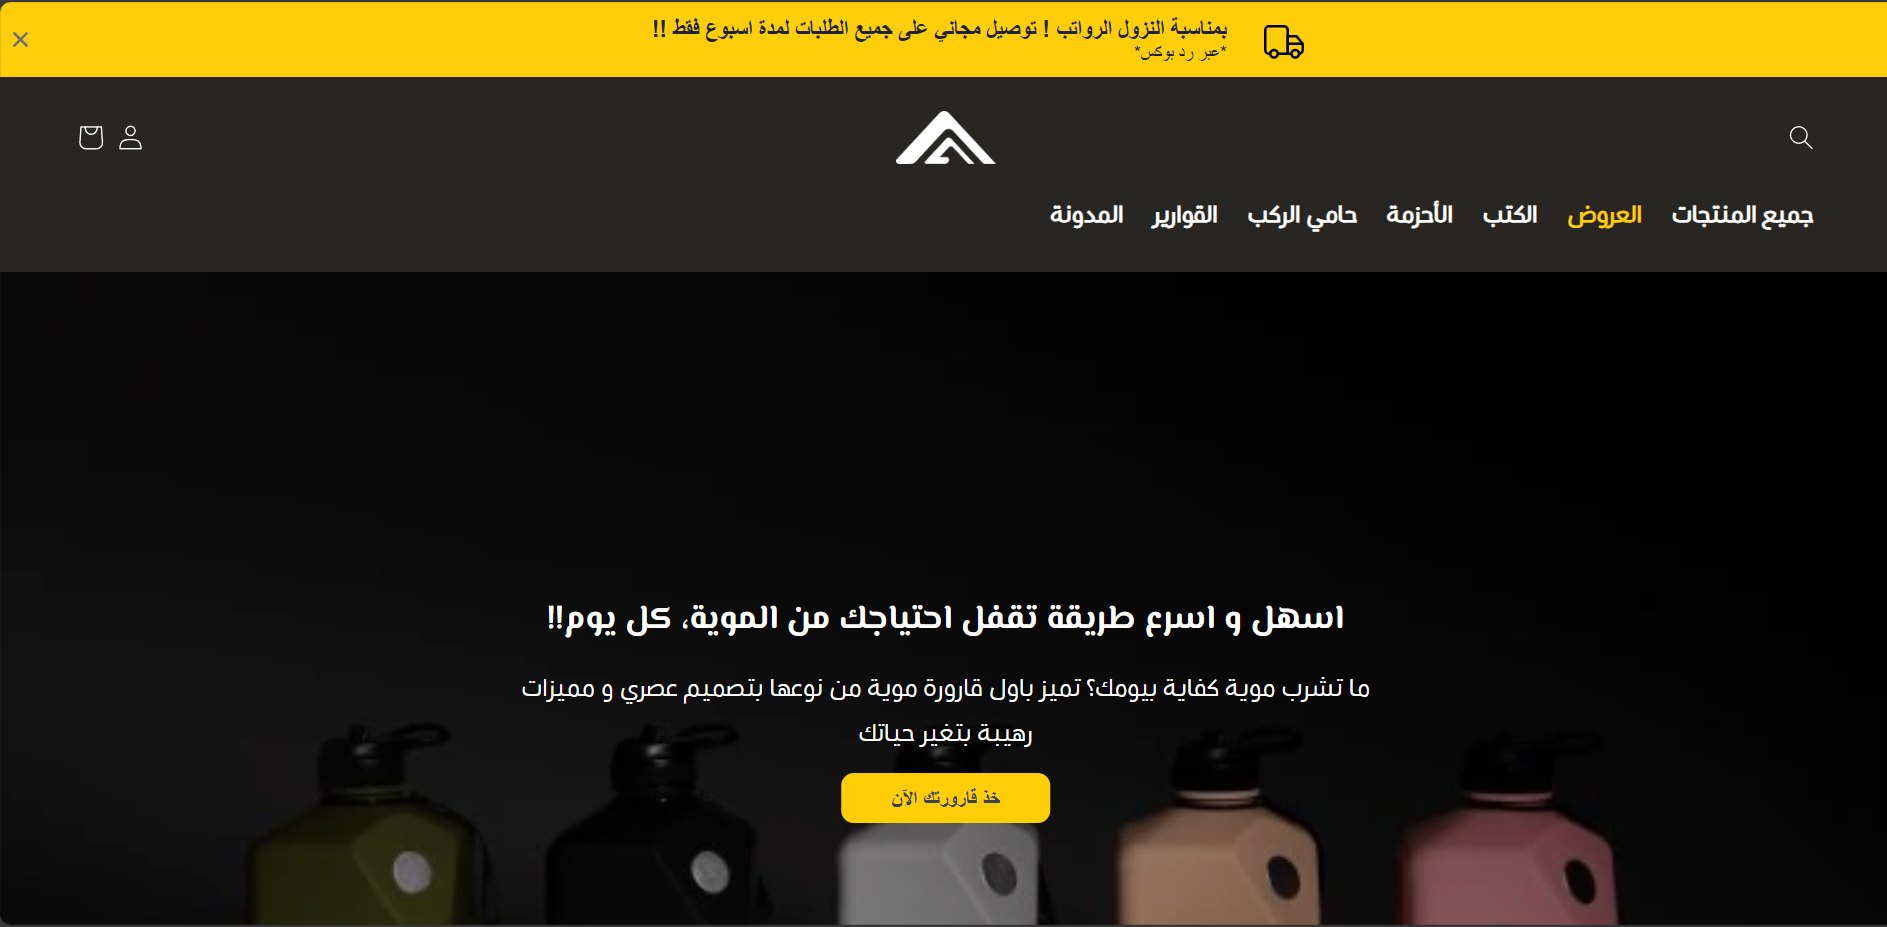 بمناسبة النزول الرواتب ! توصيل مجاني على جميع الطلبات لمدة اسبوع فقط !!
*عبر رد بوكس*
جميع المنتجات العروض الكتب الأحزمة حامي الركب القوارير المدونة
اسهل و اسرع طريقة تقفل احتياجك من الموية، كل يوم!!
ما تشرب موية كفاية بيومك؟ تميز باول قارورة موية من نوعها بتصميم عصري و مميزات
رهيبة بتغير حياتك
خذ قارورتك الآن